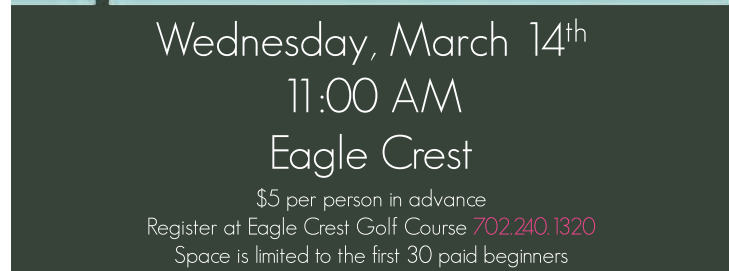 Wednesday, March 14th
11:00 AM
Eagle Crest
$5 per person in advance
Register at Eagle Crest Golf Course 702.240.1320
Space is limited to the first 30 paid beginners